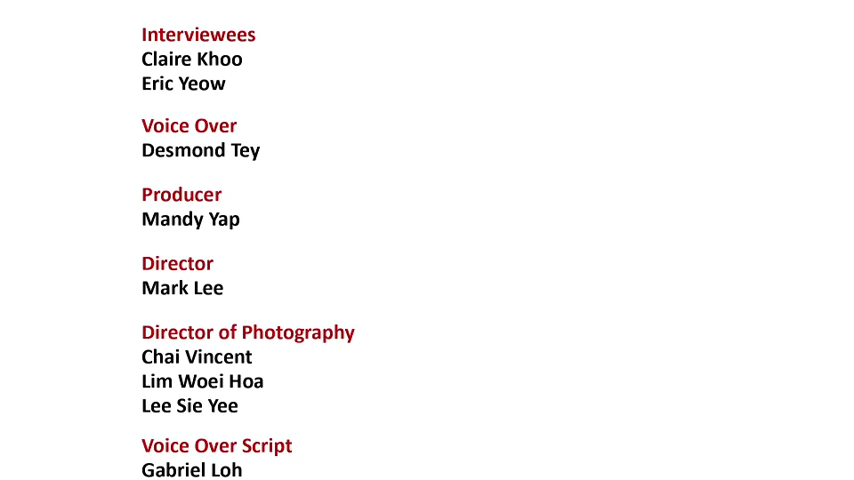 Interviewees
Claire Khoo
Eric Yeow
Voice Over
Desmond Tey
Producer
Mandy Yap
Director
Mark Lee
Director of Photography
Chai Vincent
Lim Woei Hoa
Lee Sie Yee
Voice Over Script
Gabriel Loh